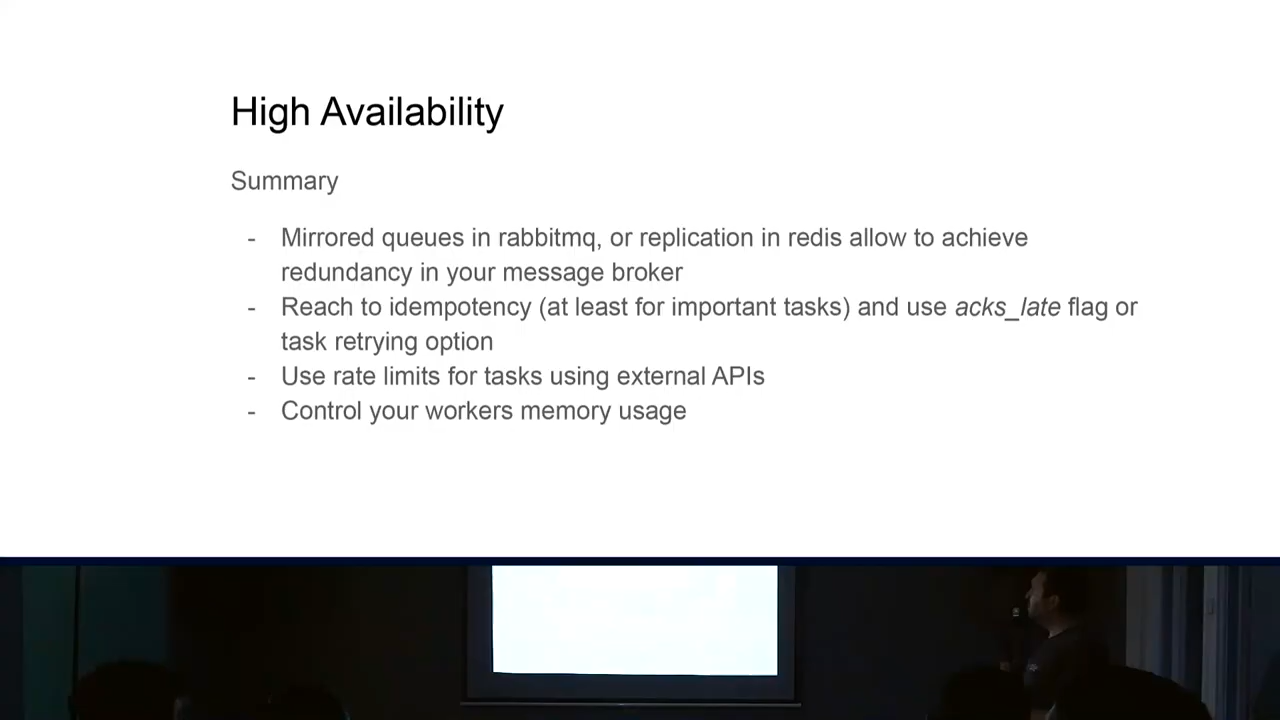 High Availability
Summary
- Mirrored queues in rabbitmq, or replication in redis allow to achieve
redundancy in your message broker
- Reach to idempotency (at least for important tasks) and use acks_late flag or
task retrying option
- Use rate limits for tasks using external APIs
- Control your workers memory usage